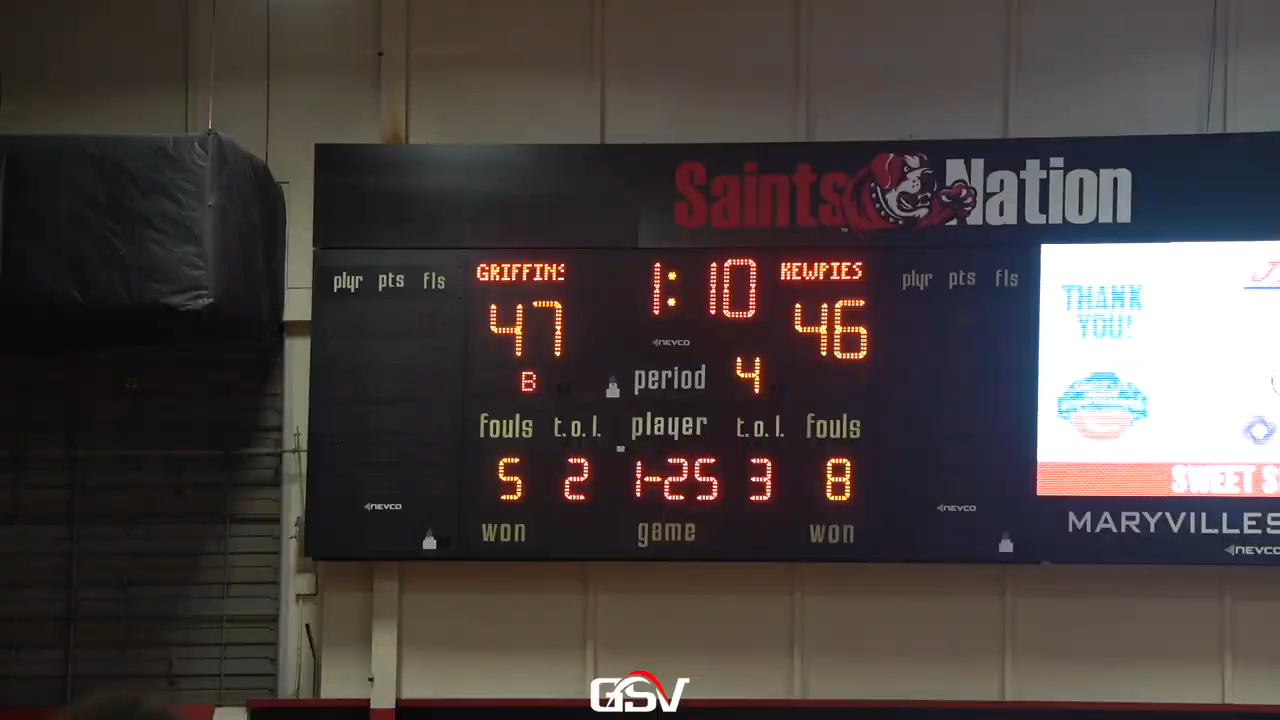 Saints Nation
plyr pts fls
GRIFFINS
1:10
KEWPIES
plyr pts fls
47
46
NEVCO
B
period
4
fouls t.o.l. player t.o.l. fouls
5 2 1-25 3 8
NEVCO
NEVCO
won game won
THANK
YOU!
SWEET S
MARYVILLES
NEVCO
GSV